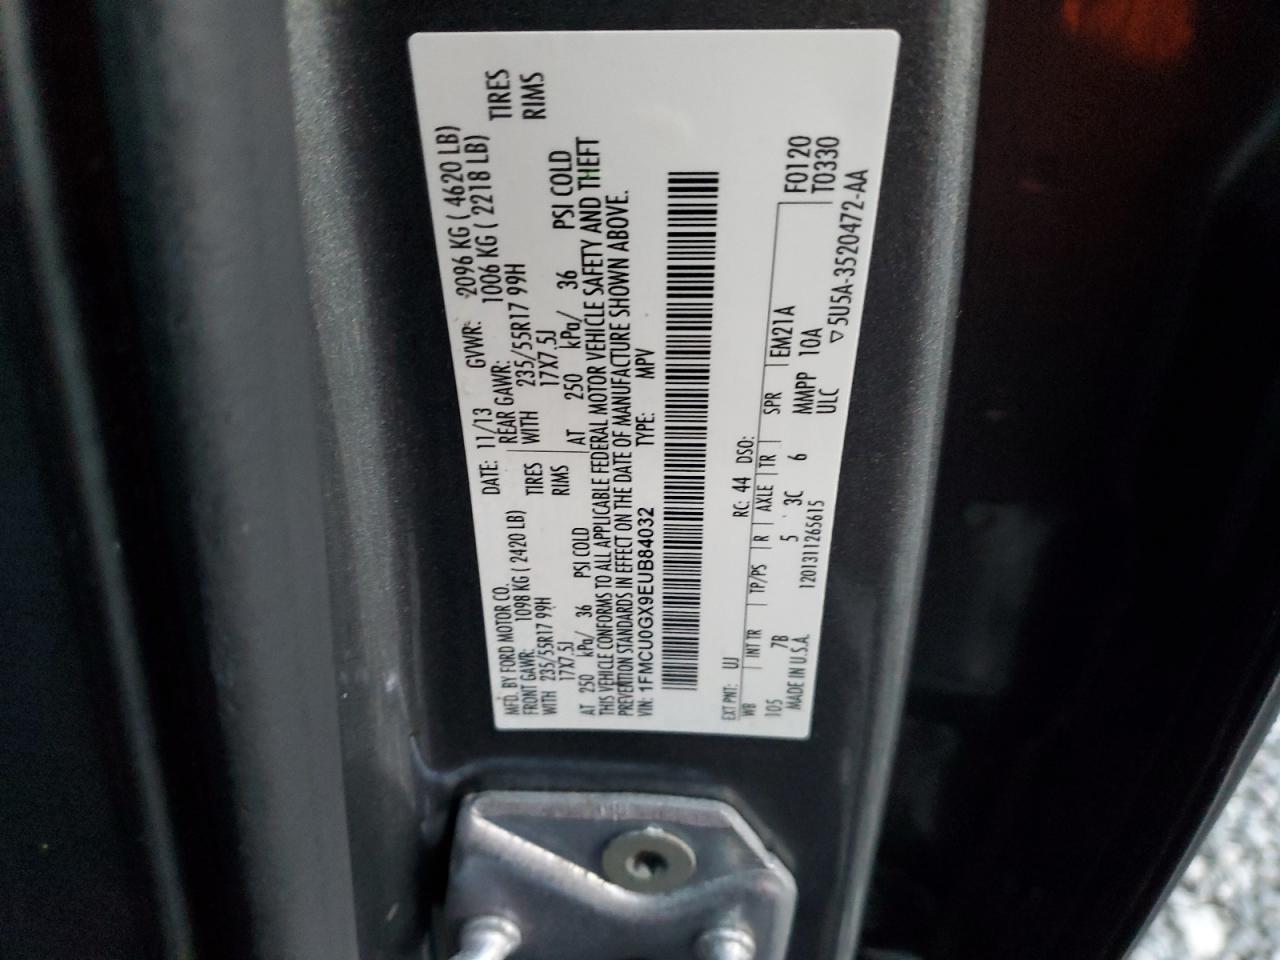 MFD. BY FORD MOTOR CO.
DATE: 11/13 GVWR: 2096 KG ( 4620 LB)
FRONT GAWR: 1098 KG ( 2420 LB) REAR GAWR: 1006 KG ( 2218 LB)
WITH 235/55R17 99H TIRES WITH 235/55R17 99H TIRES
17X7.5J RIMS 17X7.5J RIMS
AT 250 kPa/ 36 PSI COLD AT 250 kPa/ 36 PSI COLD
THIS VEHICLE CONFORMS TO ALL APPLICABLE FEDERAL MOTOR VEHICLE SAFETY AND THEFT
PREVENTION STANDARDS IN EFFECT ON THE DATE OF MANUFACTURE SHOWN ABOVE.
VIN: 1FMCU0GX9EUB84032 TYPE: MPV
EXT PNT: UJ RC: 44 DSO: F0120
WB INT TR TP/PS R AXLE TR SPR EM21A T0330
105 7B 5 3C 6 MMPP 10A
MADE IN U.S.A. 1201311265615 ULC ▽5U5A-3520472-AA